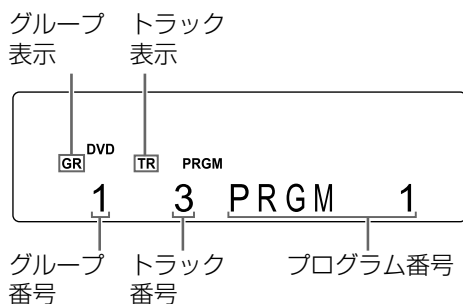 グループ
表示
トラック
表示
DVD
GR
TR
PRGM
1
3
PRGM 1
グループ
番号
トラック
番号
プログラム番号